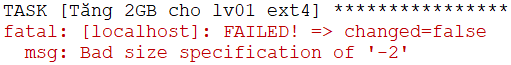 TASK [Tăng 2GB cho lv01 ext4] ****************
fatal: [localhost]: FAILED! => changed=false
msg: Bad size specification of '-2'